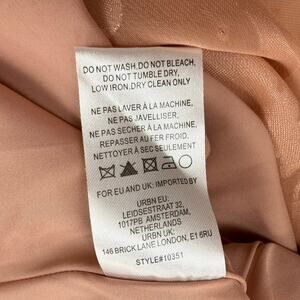 DO NOT WASH,DO NOT BLEACH,
DO NOT TUMBLE DRY,
LOW IRON,DRY CLEAN ONLY
NE PAS LAVER À LA MACHINE,
NE PAS JAVELLISER,
NE PAS SÉCHER À LA MACHINE,
REPASSER AU FER FROID,
NETTOYER À SEC SEULEMENT
FOR EU AND UK: IMPORTED BY
URBN EU:
LEIDSESTRAAT 32,
1017PB AMSTERDAM,
NETHERLANDS
URBN UK:
146 BRICK LANE LONDON, E1 6RU
STYLE#10351